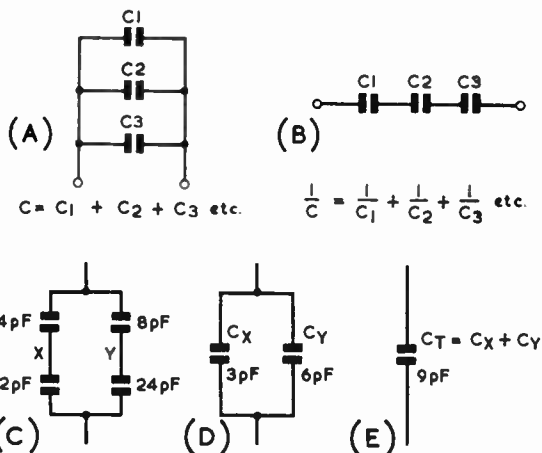 C1
C2
C3
(A)
C = C1 + C2 + C3 etc.
C1 C2 C3
(B)
1/C = 1/C1 + 1/C2 + 1/C3 etc.
4pF 8pF
X Y
2pF 24pF
(C)
CX CY
3pF 6pF
(D)
CT = CX + CY
9pF
(E)